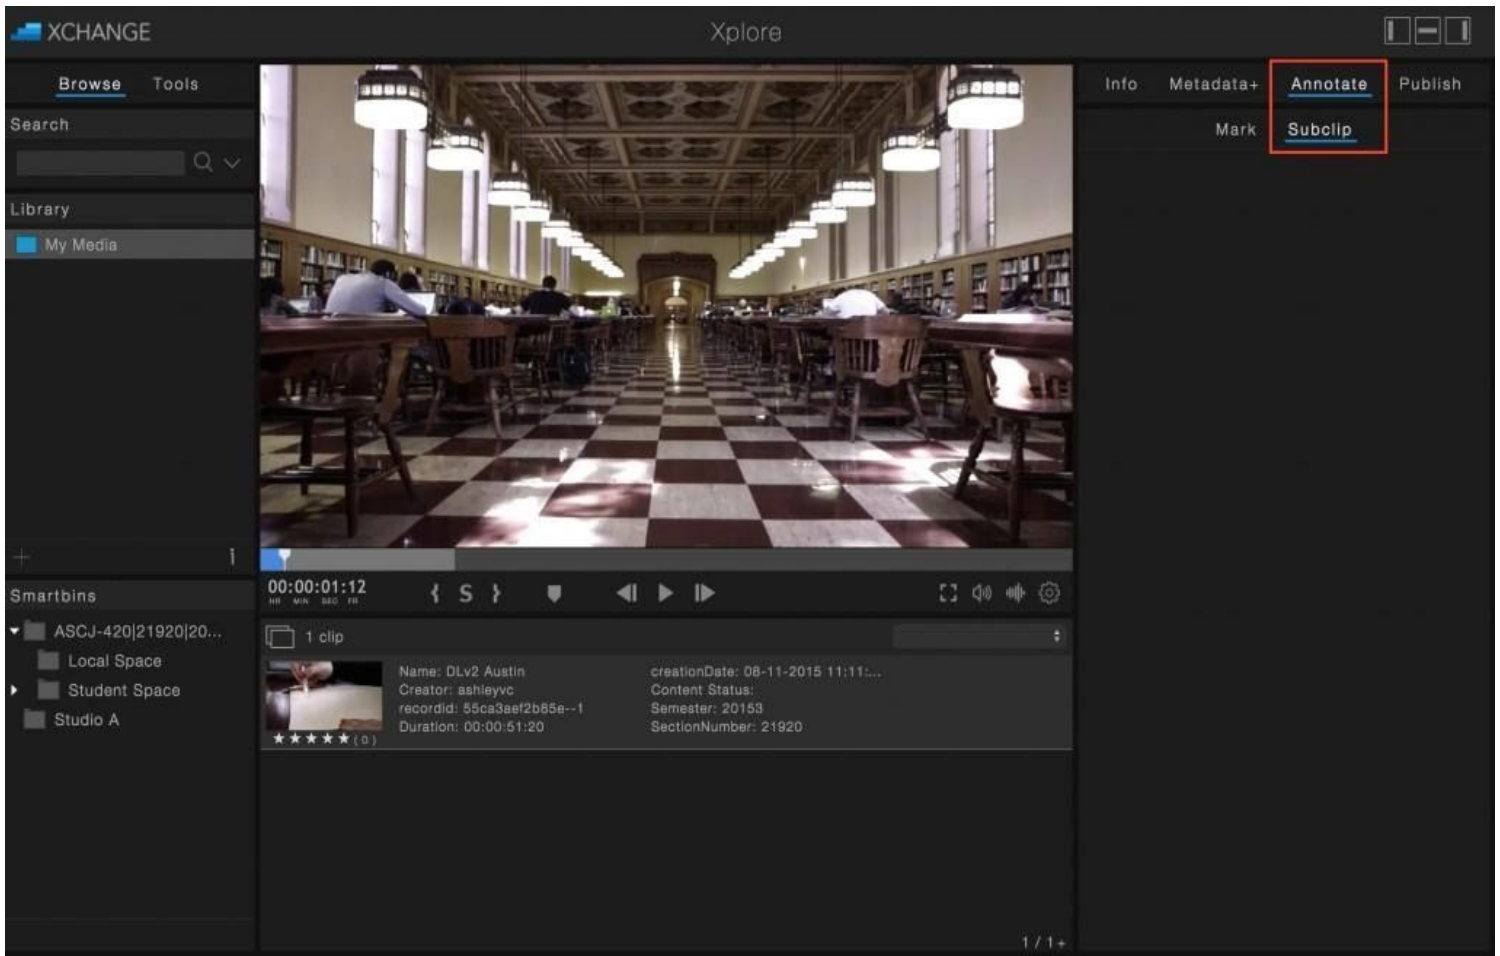 XCHANGE
Xplore
Browse Tools
Search
Library
My Media
Smartbins
ASCJ-420|21920|20...
Local Space
Student Space
Studio A
00:00:01:12
HR MIN SEC FR
{ S }
1 clip
Name: DLv2 Austin
Creator: ashleyvc
recordid: 55ca3aef2b85e--1
Duration: 00:00:51:20
creationDate: 08-11-2015 11:11:...
Content Status:
Semester: 20153
SectionNumber: 21920
★★★★★(0)
1 / 1+
Info Metadata+ Annotate Publish
Mark Subclip